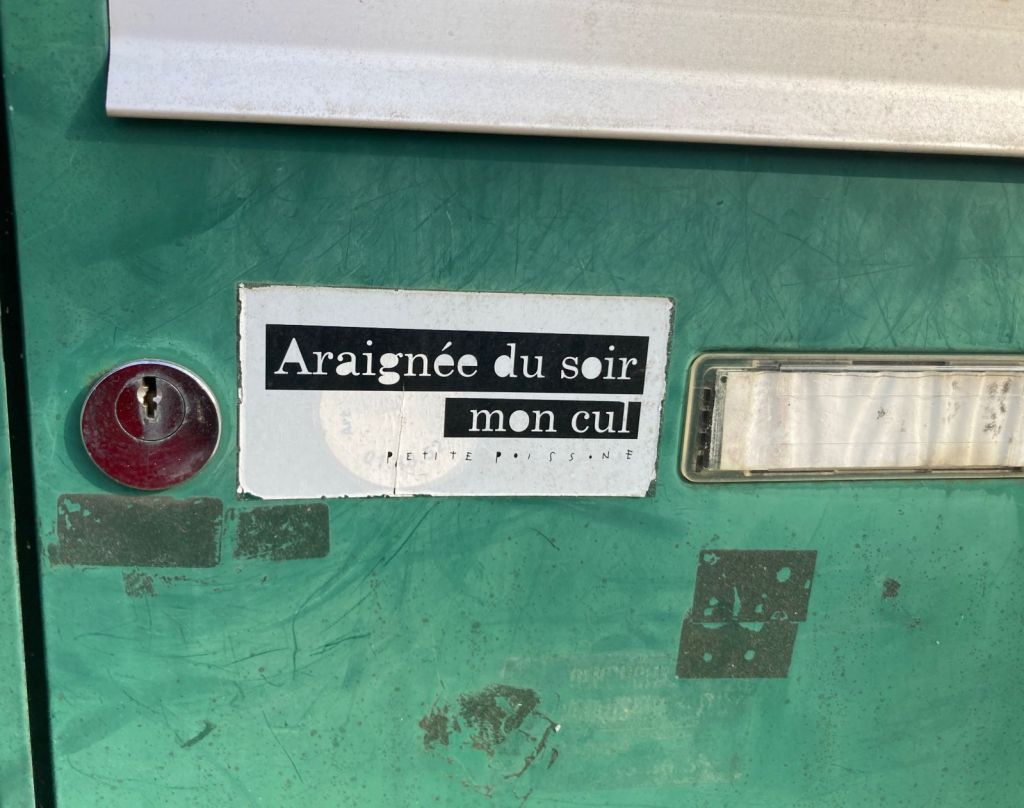 Araignée du soir
mon cul
PETITE POISSONE